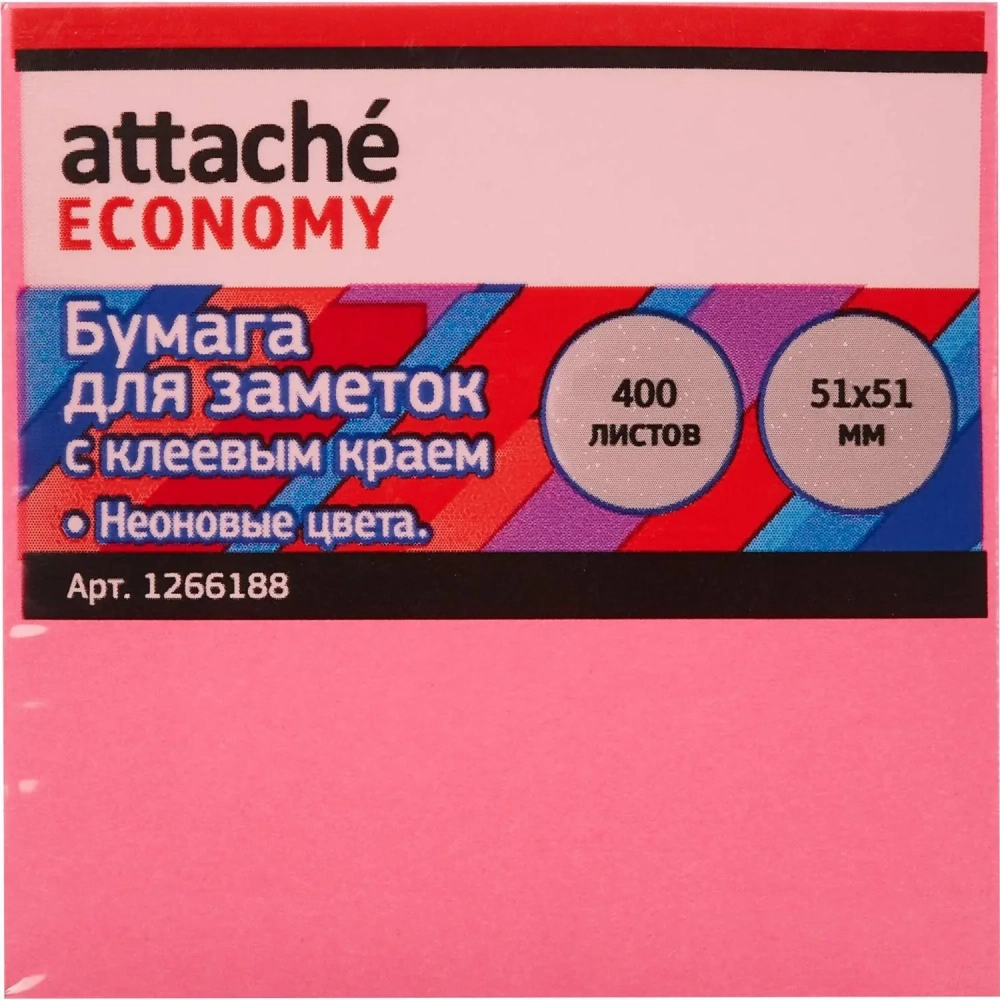 attaché
ECONOMY
Бумага
для заметок
с клеевым краем
• Неоновые цвета.
400
листов
51x51
мм
Арт. 1266188